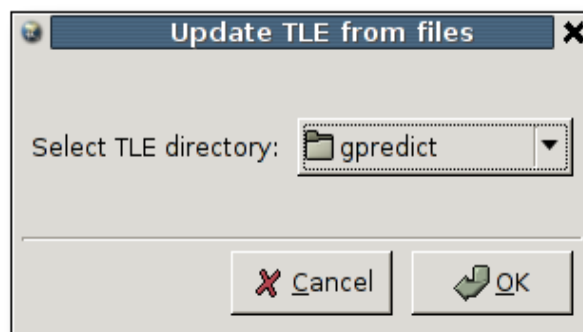 Update TLE from files
Select TLE directory: gpredict
Cancel OK